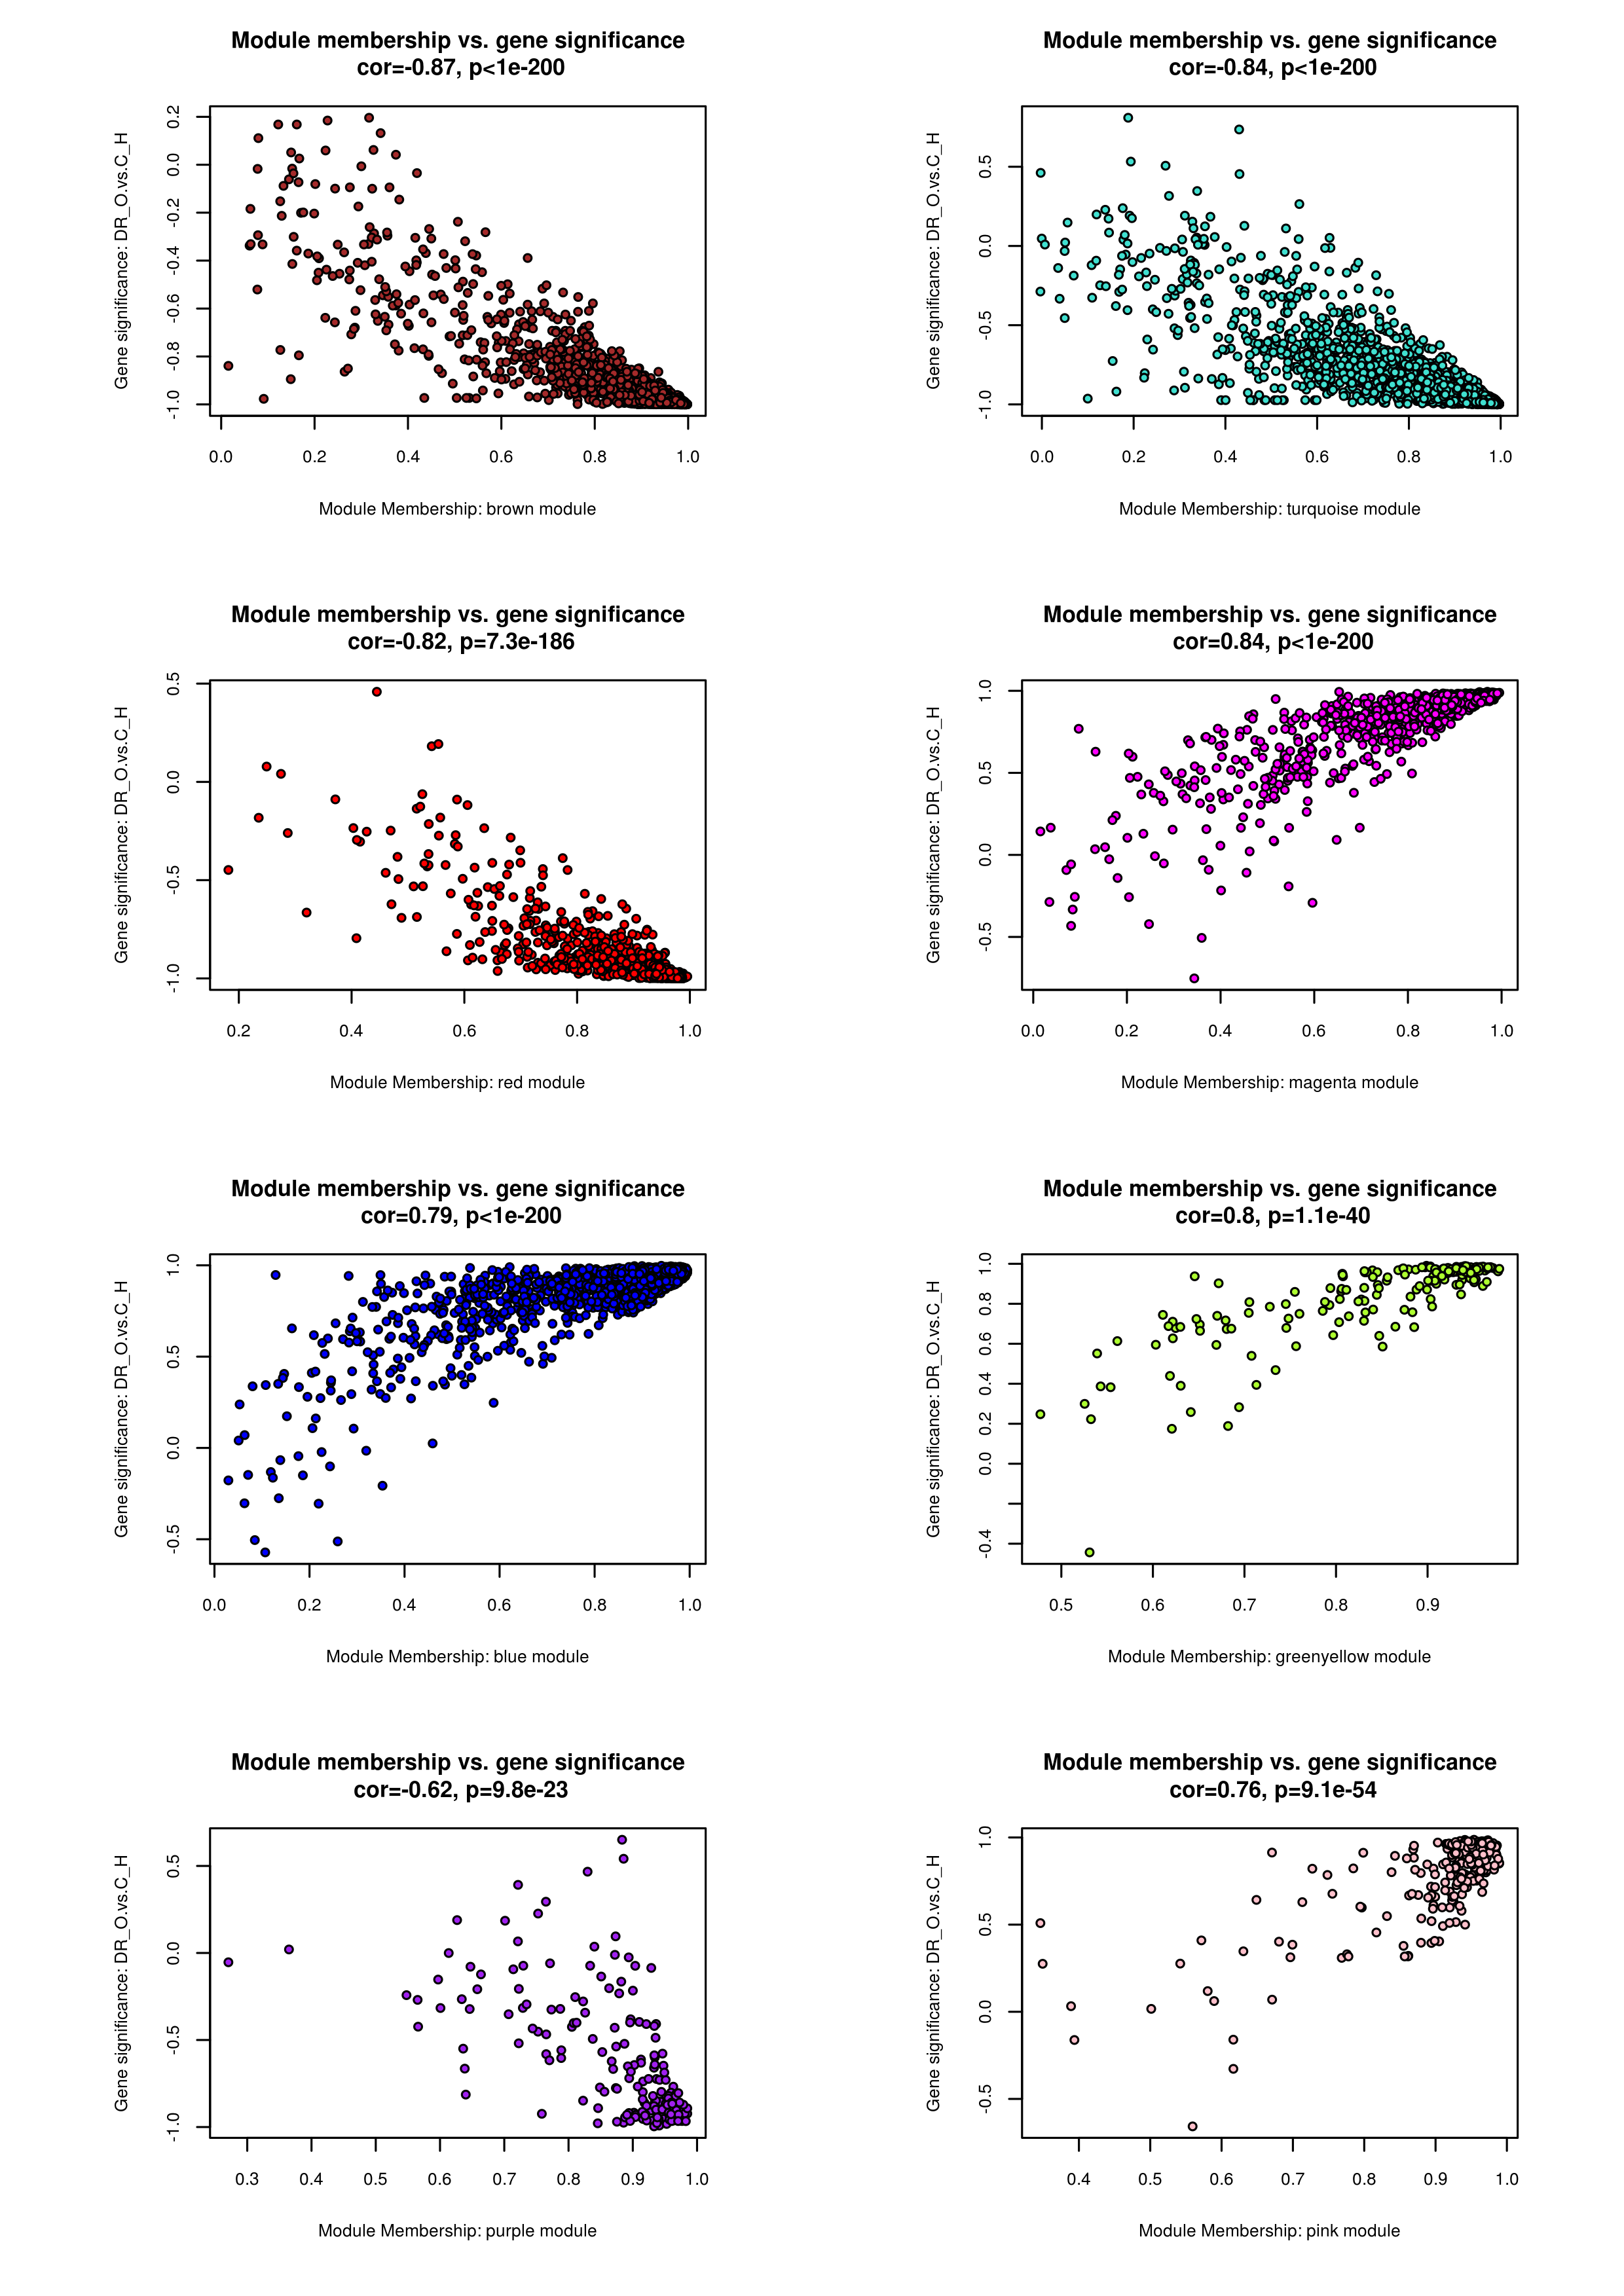 Module membership vs. gene significance
cor=-0.87, p<1e-200
Gene significance: DR_O.vs.C_H
0.2
0.0
-0.2
-0.4
-0.6
-0.8
-1.0
0.0 0.2 0.4 0.6 0.8 1.0
Module Membership: brown module
Module membership vs. gene significance
cor=-0.84, p<1e-200
Gene significance: DR_O.vs.C_H
0.5
0.0
-0.5
-1.0
0.0 0.2 0.4 0.6 0.8 1.0
Module Membership: turquoise module
Module membership vs. gene significance
cor=-0.82, p=7.3e-186
Gene significance: DR_O.vs.C_H
0.5
0.0
-0.5
-1.0
0.2 0.4 0.6 0.8 1.0
Module Membership: red module
Module membership vs. gene significance
cor=0.84, p<1e-200
Gene significance: DR_O.vs.C_H
1.0
0.5
0.0
-0.5
0.0 0.2 0.4 0.6 0.8 1.0
Module Membership: magenta module
Module membership vs. gene significance
cor=0.79, p<1e-200
Gene significance: DR_O.vs.C_H
1.0
0.5
0.0
-0.5
0.0 0.2 0.4 0.6 0.8 1.0
Module Membership: blue module
Module membership vs. gene significance
cor=0.8, p=1.1e-40
Gene significance: DR_O.vs.C_H
1.0
0.8
0.6
0.4
0.2
0.0
-0.4
0.5 0.6 0.7 0.8 0.9
Module Membership: greenyellow module
Module membership vs. gene significance
cor=-0.62, p=9.8e-23
Gene significance: DR_O.vs.C_H
0.5
0.0
-0.5
-1.0
0.3 0.4 0.5 0.6 0.7 0.8 0.9 1.0
Module Membership: purple module
Module membership vs. gene significance
cor=0.76, p=9.1e-54
Gene significance: DR_O.vs.C_H
1.0
0.5
0.0
-0.5
0.4 0.5 0.6 0.7 0.8 0.9 1.0
Module Membership: pink module